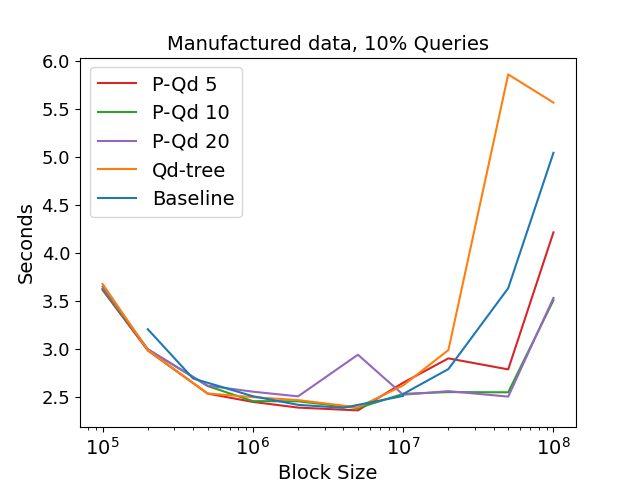 Manufactured data, 10% Queries
6.0
5.5
5.0
4.5
4.0
3.5
3.0
2.5
Seconds
P-Qd 5
P-Qd 10
P-Qd 20
Qd-tree
Baseline
10⁵
10⁶
10⁷
10⁸
Block Size